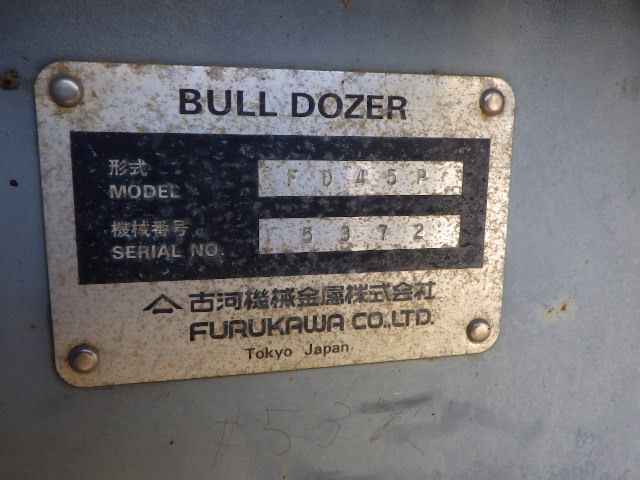 BULL DOZER
形式
MODEL FD45P
機械番号
SERIAL NO. 5372
古河機械金属株式会社
FURUKAWA CO.,LTD.
Tokyo Japan
#5372